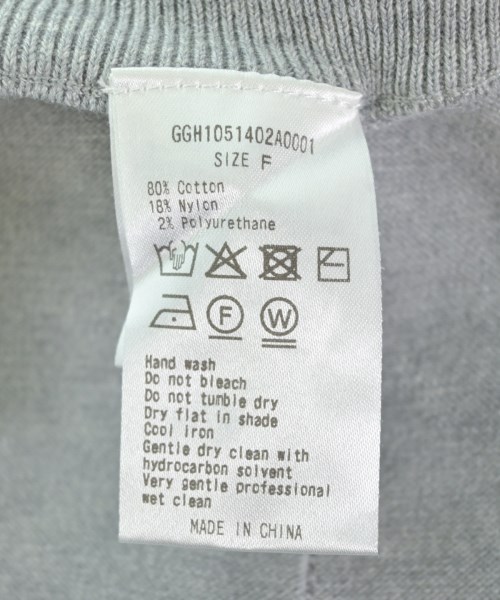 GGH1051402A0001
SIZE F
80% Cotton
18% Nylon
2% Polyurethane
F W
Hand wash
Do not bleach
Do not tumble dry
Dry flat in shade
Cool iron
Gentle dry clean with
hydrocarbon solvent
Very gentle professional
wet clean
MADE IN CHINA